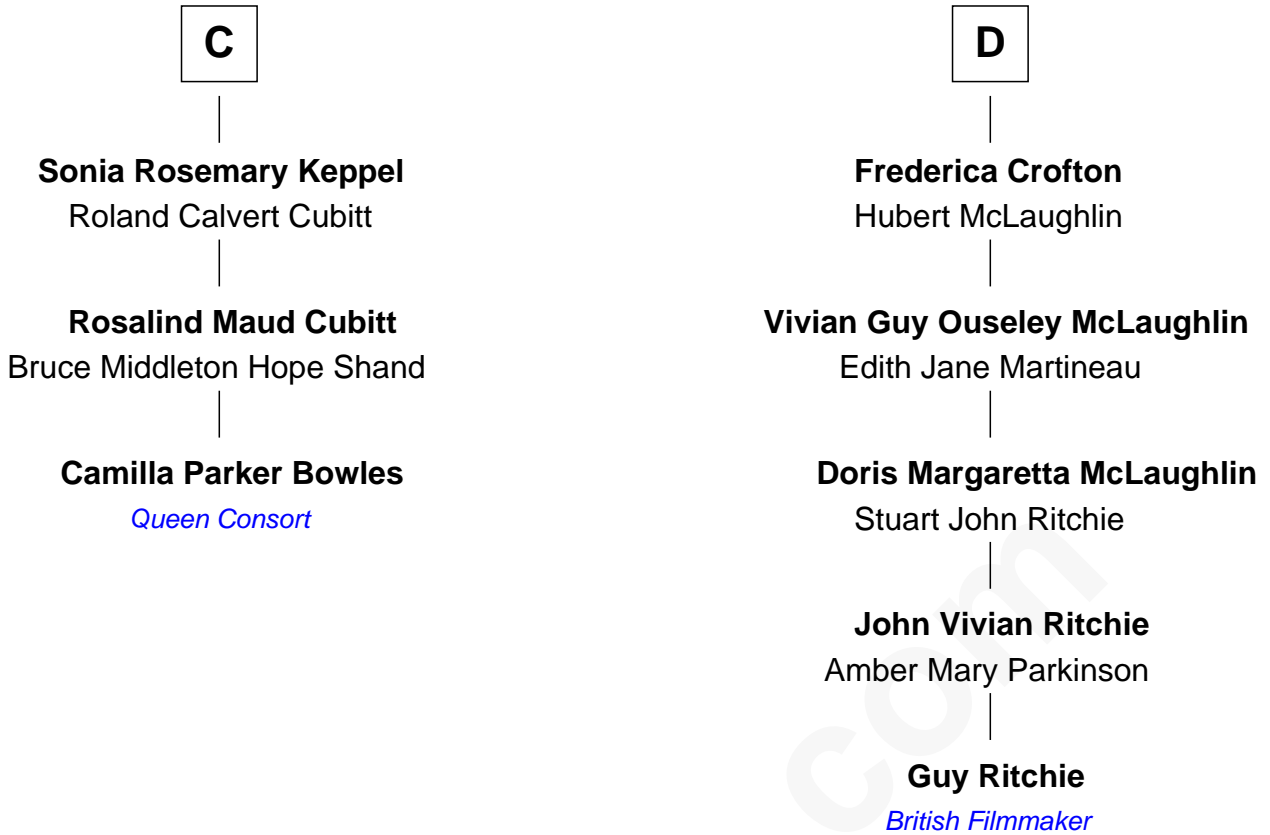 C
Sonia Rosemary Keppel
Roland Calvert Cubitt
Rosalind Maud Cubitt
Bruce Middleton Hope Shand
Camilla Parker Bowles
Queen Consort
D
Frederica Crofton
Hubert McLaughlin
Vivian Guy Ouseley McLaughlin
Edith Jane Martineau
Doris Margaretta McLaughlin
Stuart John Ritchie
John Vivian Ritchie
Amber Mary Parkinson
Guy Ritchie
British Filmmaker
com